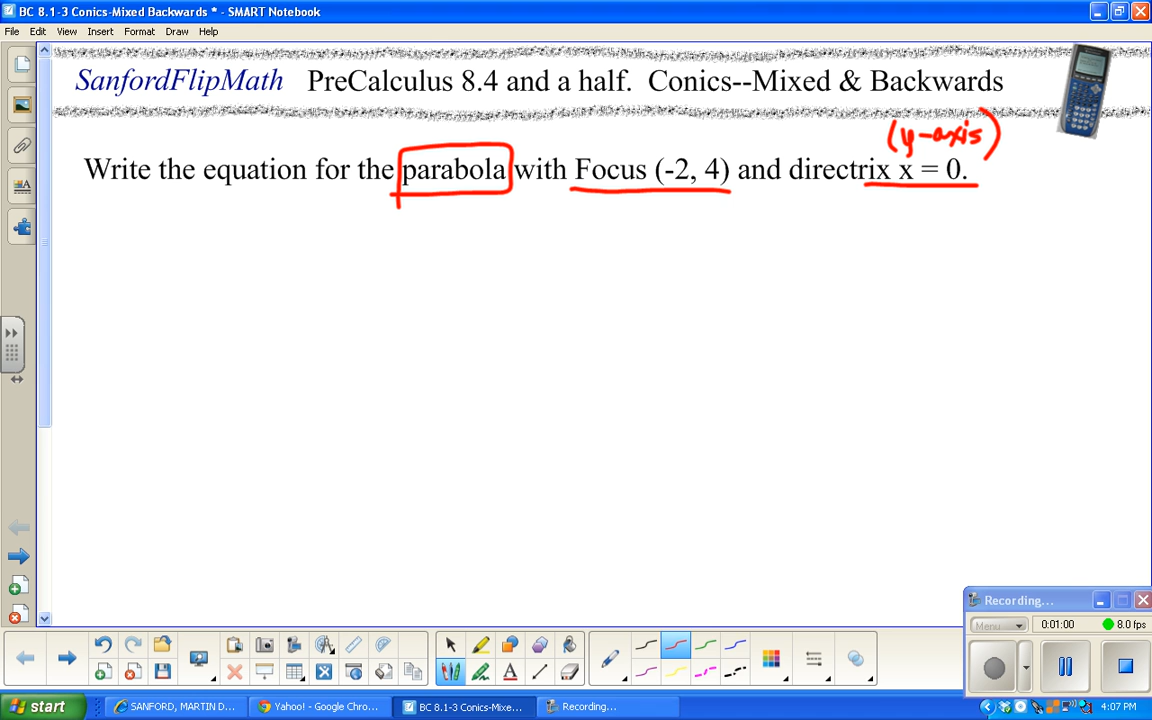 BC 8.1-3 Conics-Mixed Backwards * - SMART Notebook
File Edit View Insert Format Draw Help
SanfordFlipMath PreCalculus 8.4 and a half. Conics--Mixed & Backwards
(y-axis)
Write the equation for the parabola with Focus (-2, 4) and directrix x = 0.
Recording...
Menu 0:01:00 8.0 fps
start SANFORD, MARTIN D... Yahoo! - Google Chro... BC 8.1-3 Conics-Mixe... Recording... 4:07 PM